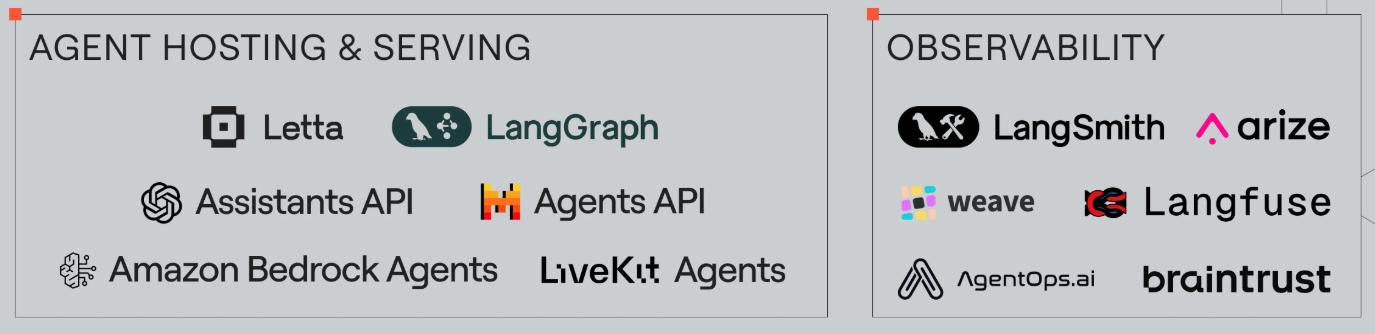 AGENT HOSTING & SERVING
Letta
LangGraph
Assistants API
Agents API
Amazon Bedrock Agents
LiveKit Agents
OBSERVABILITY
LangSmith
arize
weave
Langfuse
AgentOps.ai
braintrust